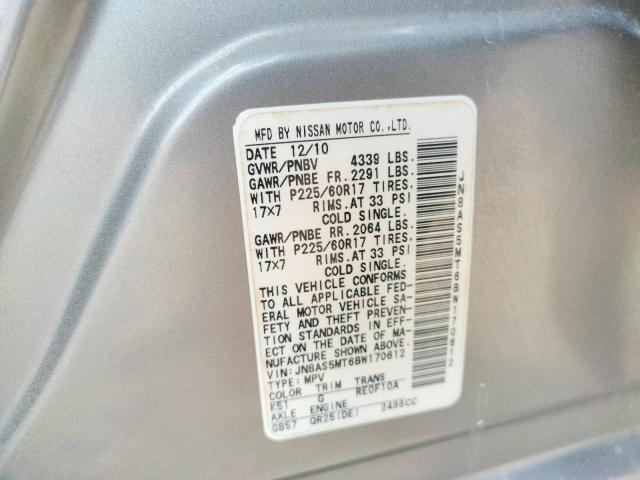 MFD BY NISSAN MOTOR CO.,LTD.
DATE 12/10
GVWR/PNBV 4339 LBS.
GAWR/PNBE FR. 2291 LBS.
WITH P225/60R17 TIRES,
17X7 RIMS.AT 33 PSI
COLD SINGLE.
GAWR/PNBE RR. 2064 LBS.
WITH P225/60R17 TIRES,
17X7 RIMS.AT 33 PSI
COLD SINGLE.
THIS VEHICLE CONFORMS
TO ALL APPLICABLE FED-
ERAL MOTOR VEHICLE SA-
FETY AND THEFT PREVEN-
TION STANDARDS IN EFF-
ECT ON THE DATE OF MA-
NUFACTURE SHOWN ABOVE.
VIN: JN8AS5MT6BW170612
TYPE: MPV
COLOR TRIM TRANS
K51 G RE0F10A
AXLE ENGINE
GB57 QR25(DE) 2488CC
JN8AS5MT6BW170612